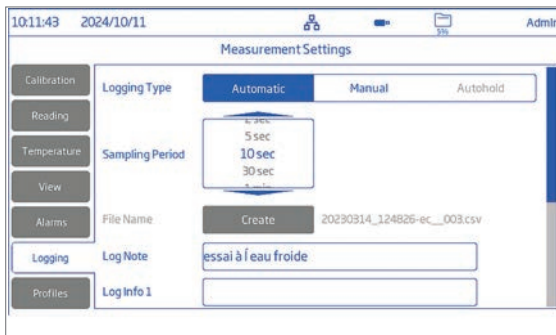 10:11:43 2024/10/11 5% Admin
Measurement Settings
Calibration
Logging Type Automatic Manual Autohold
Reading
5 sec
Temperature Sampling Period 10 sec
30 sec
View
Alarms File Name Create 20230314_124826-ec__003.csv
Logging Log Note essai à ĺ eau froide
Profiles Log Info 1